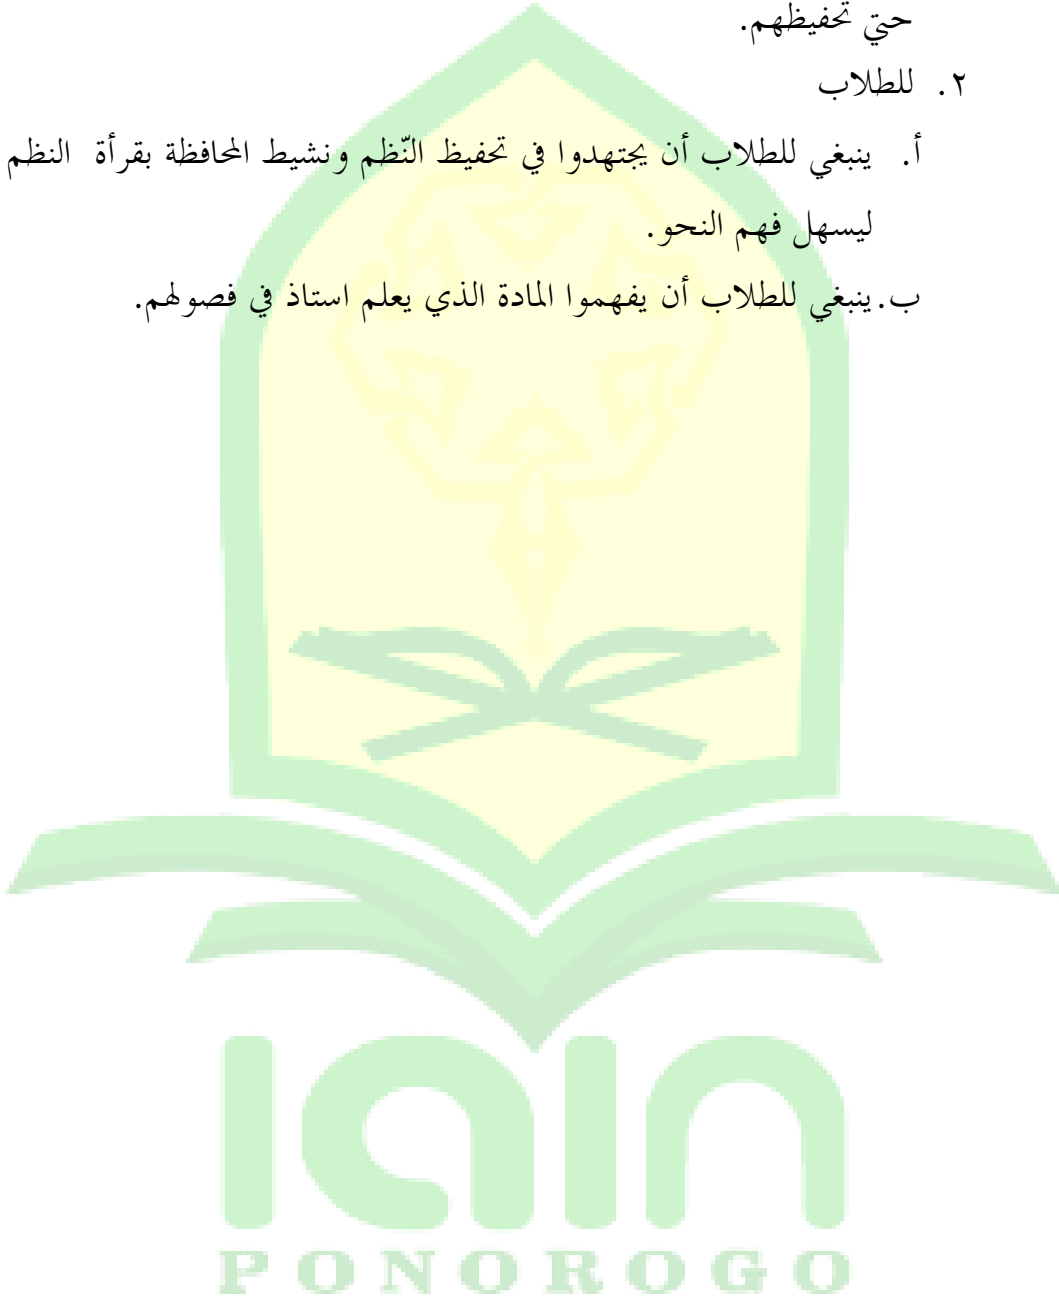 حتي تحفيظهم.
٢. للطلاب
أ. ينبغي للطلاب أن يجتهدوا في تحفيظ النّظم ونشيط المحافظة بقرأة النظم
ليسهل فهم النحو.
ب.ينبغي للطلاب أن يفهموا المادة الذي يعلم استاذ في فصولهم.
IAIN
PONOROGO